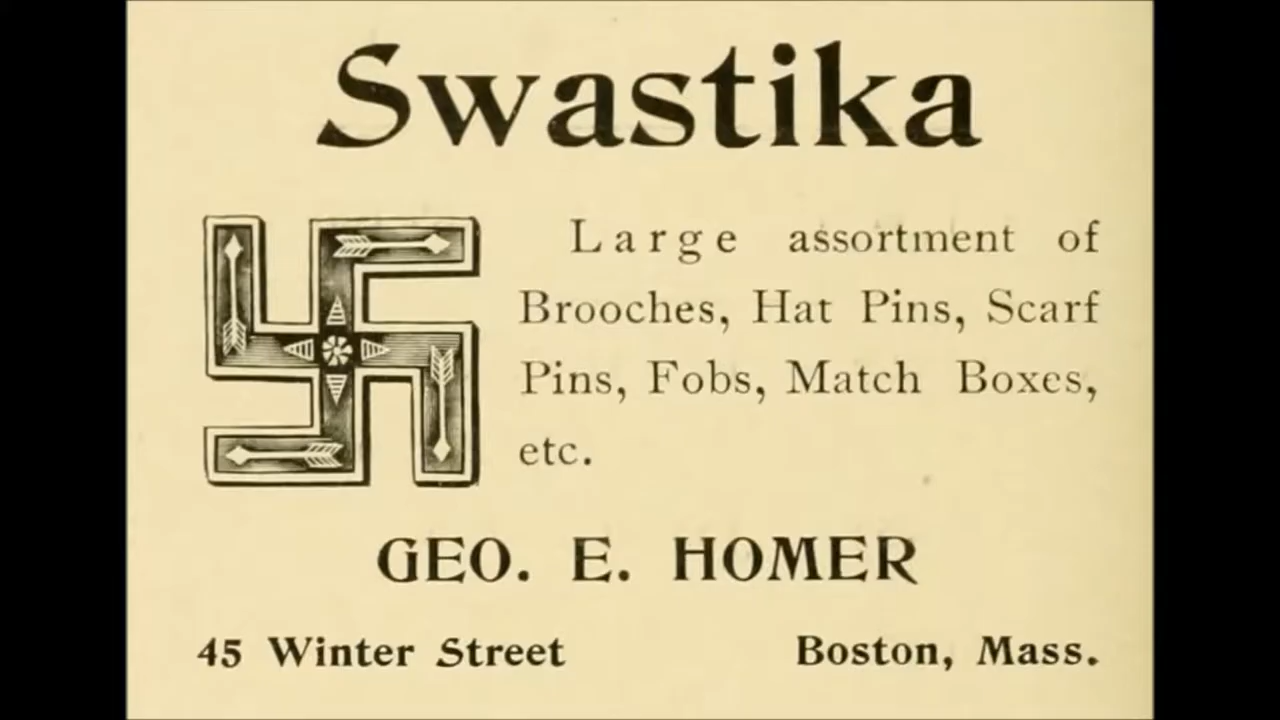 Swastika
Large assortment of
Brooches, Hat Pins, Scarf
Pins, Fobs, Match Boxes,
etc.
GEO. E. HOMER
45 Winter Street Boston, Mass.